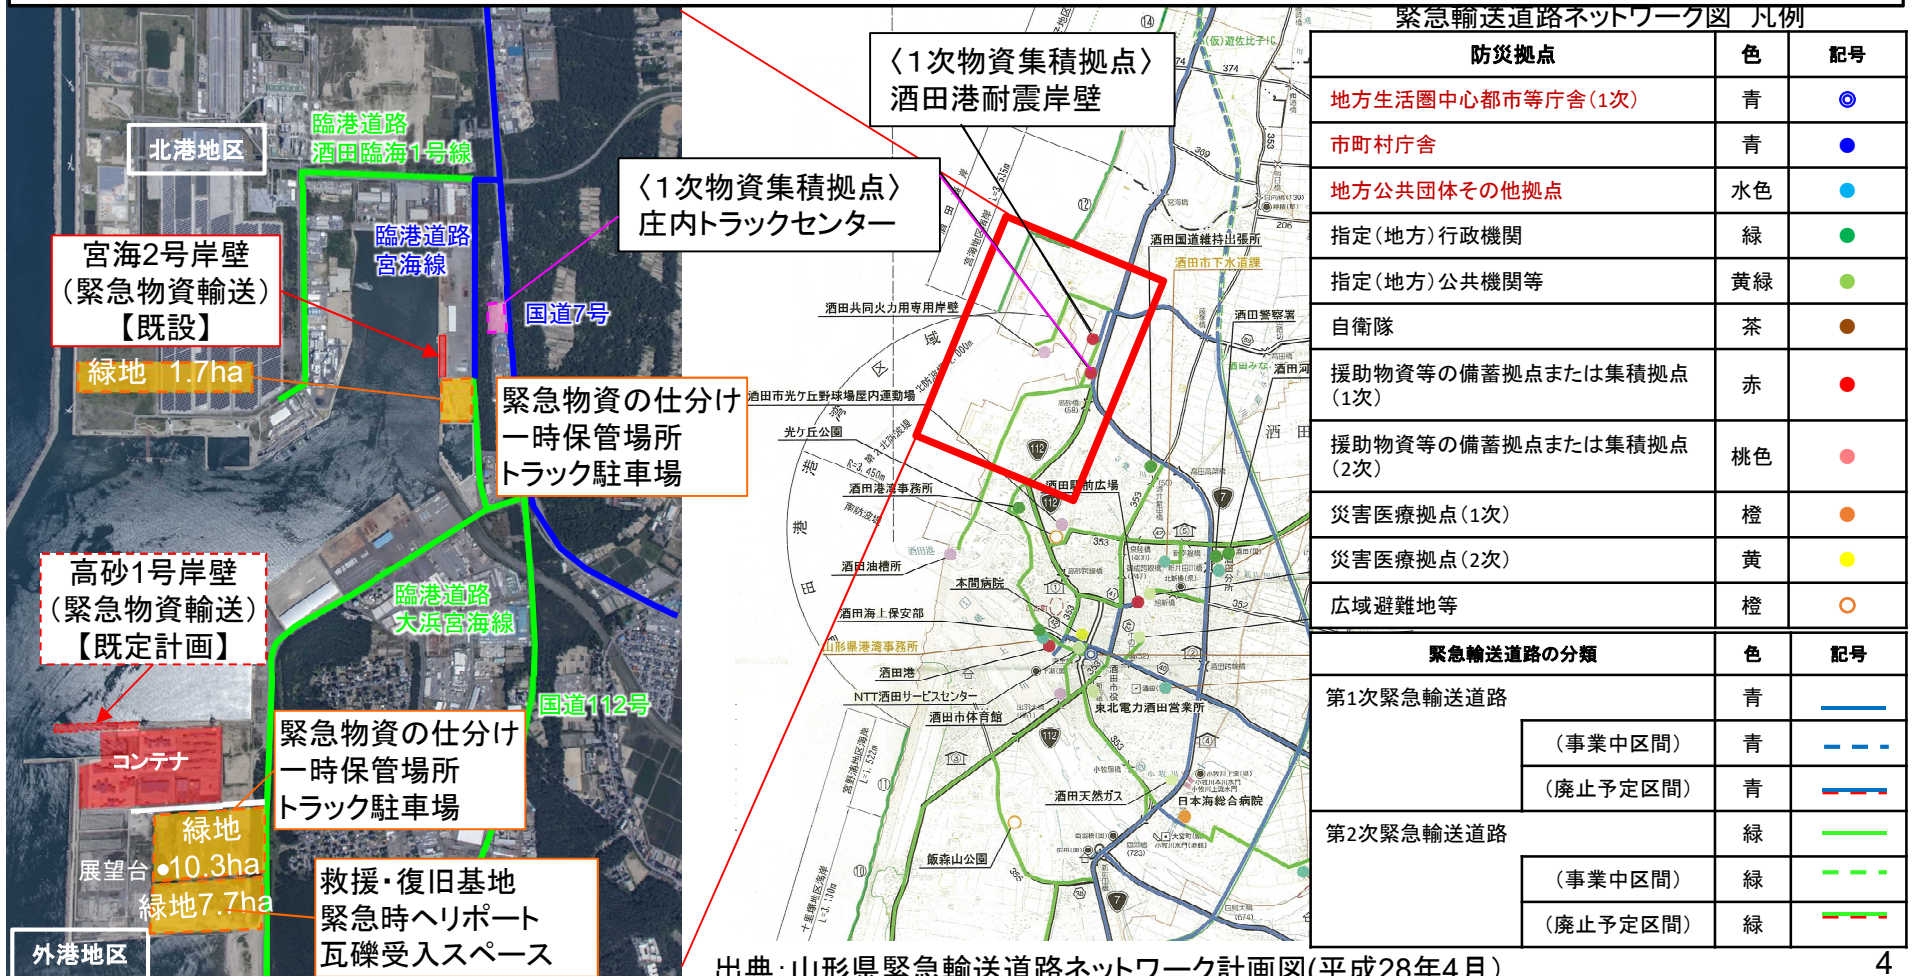 北港地区
臨港道路
酒田臨海1号線
臨港道路
宮海線
国道7号
宮海2号岸壁
（緊急物資輸送）
【既設】
緑地 1.7ha
緊急物資の仕分け
一時保管場所
トラック駐車場
高砂1号岸壁
（緊急物資輸送）
【既定計画】
臨港道路
大浜宮海線
国道112号
コンテナ
緊急物資の仕分け
一時保管場所
トラック駐車場
緑地
展望台 ●10.3ha
緑地7.7ha
救援・復旧基地
緊急時ヘリポート
瓦礫受入スペース
外港地区
〈1次物資集積拠点〉
酒田港耐震岸壁
〈1次物資集積拠点〉
庄内トラックセンター
(仮)遊佐比子IC
酒田国道維持出張所
酒田市下水道課
酒田共同火力用専用岸壁
酒田警察署
酒田河
酒田市光ケ丘野球場屋内運動場
光ケ丘公園
酒田港湾事務所
酒田駅前広場
酒田油槽所
本間病院
酒田海上保安部
山形県港湾事務所
酒田港
NTT酒田サービスセンター
酒田市体育館
東北電力酒田営業所
酒田天然ガス
日本海総合病院
飯森山公園
緊急輸送道路ネットワーク図 凡例
防災拠点 色 記号
地方生活圏中心都市等庁舎(1次) 青
市町村庁舎 青
地方公共団体その他拠点 水色
指定(地方)行政機関 緑
指定(地方)公共機関等 黄緑
自衛隊 茶
援助物資等の備蓄拠点または集積拠点
(1次) 赤
援助物資等の備蓄拠点または集積拠点
(2次) 桃色
災害医療拠点(1次) 橙
災害医療拠点(2次) 黄
広域避難地等 橙
緊急輸送道路の分類 色 記号
第1次緊急輸送道路 青
(事業中区間) 青
(廃止予定区間) 青
第2次緊急輸送道路 緑
(事業中区間) 緑
(廃止予定区間) 緑
出典:山形県緊急輸送道路ネットワーク計画図(平成28年4月)
4